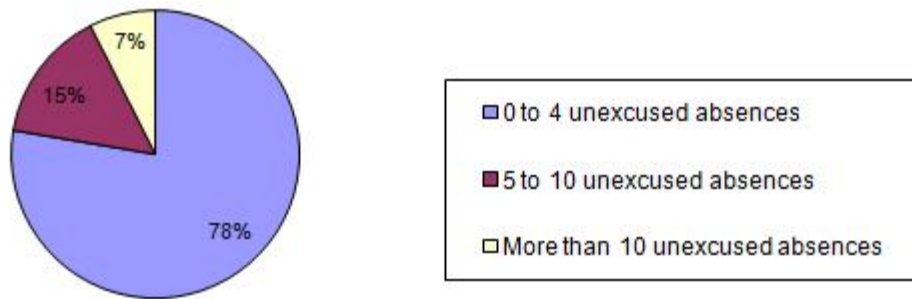 7%
15%
78%
0 to 4 unexcused absences
5 to 10 unexcused absences
More than 10 unexcused absences